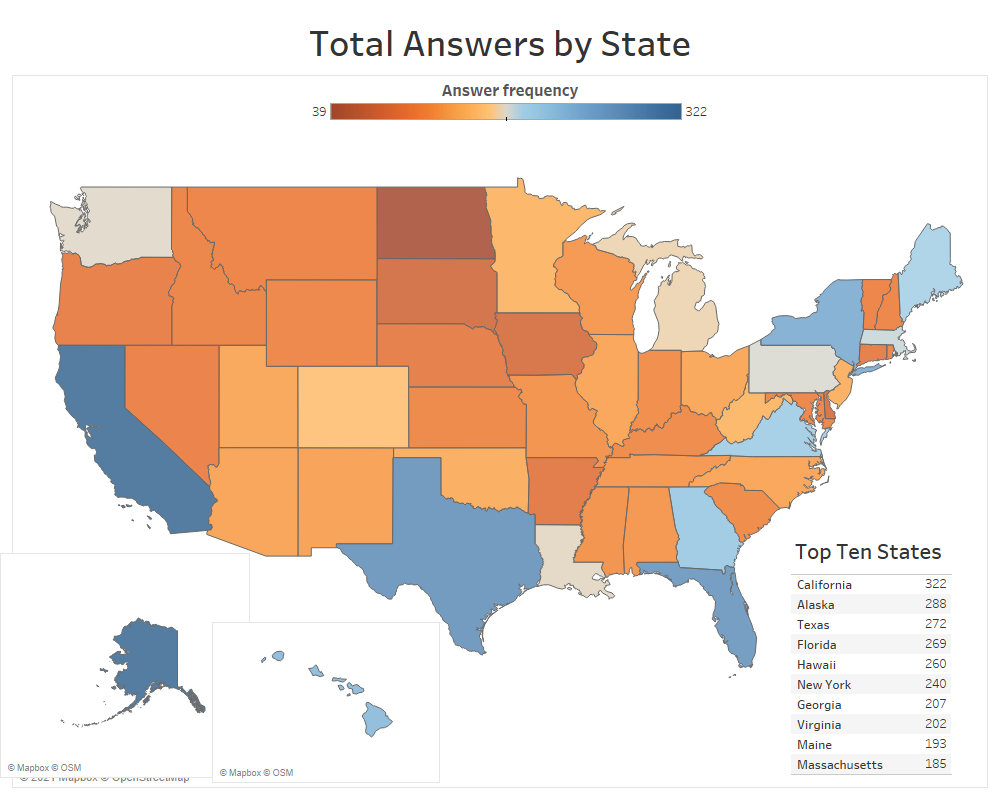 Total Answers by State
Answer frequency
39 322
Top Ten States
California 322
Alaska 288
Texas 272
Florida 269
Hawaii 260
New York 240
Georgia 207
Virginia 202
Maine 193
Massachusetts 185
© Mapbox © OSM
© Mapbox © OSM
© 2021 Mapbox © OpenStreetMap